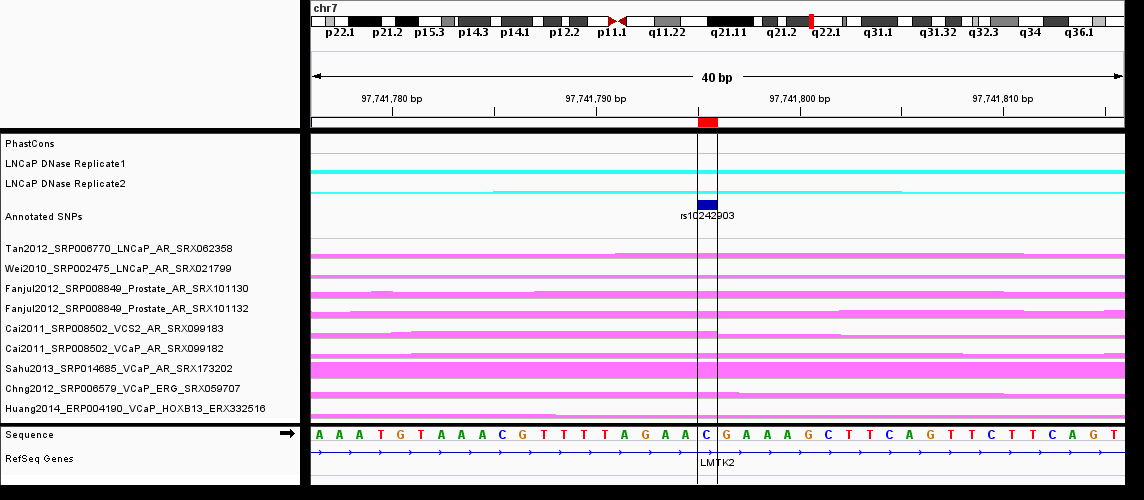 chr7
p22.1 p21.2 p15.3 p14.3 p14.1 p12.2 p11.1 q11.22 q21.11 q21.2 q22.1 q31.1 q31.32 q32.3 q34 q36.1
40 bp
97,741,780 bp 97,741,790 bp 97,741,800 bp 97,741,810 bp
PhastCons
LNCaP DNase Replicate1
LNCaP DNase Replicate2
Annotated SNPs
rs10242903
Tan2012_SRP006770_LNCaP_AR_SRX062358
Wei2010_SRP002475_LNCaP_AR_SRX021799
Fanjul2012_SRP008849_Prostate_AR_SRX101130
Fanjul2012_SRP008849_Prostate_AR_SRX101132
Cai2011_SRP008502_VCS2_AR_SRX099183
Cai2011_SRP008502_VCaP_AR_SRX099182
Sahu2013_SRP014685_VCaP_AR_SRX173202
Chng2012_SRP006579_VCaP_ERG_SRX059707
Huang2014_ERP004190_VCaP_HOXB13_ERX332516
Sequence A A A T G T A A A C G T T T T A G A A C G A A A G C T T C A G T T C T T C A G T
RefSeq Genes
LMTK2